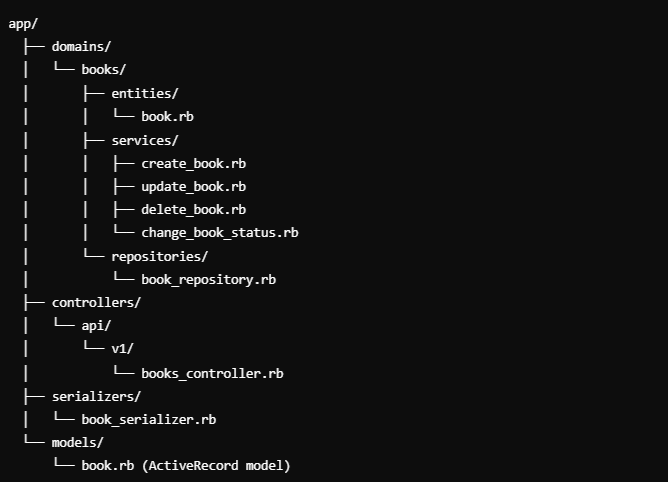 app/
├── domains/
│   └── books/
│       ├── entities/
│       │   └── book.rb
│       ├── services/
│       │   ├── create_book.rb
│       │   ├── update_book.rb
│       │   ├── delete_book.rb
│       │   └── change_book_status.rb
│       └── repositories/
│           └── book_repository.rb
├── controllers/
│   └── api/
│       └── v1/
│           └── books_controller.rb
├── serializers/
│   └── book_serializer.rb
└── models/
    └── book.rb (ActiveRecord model)